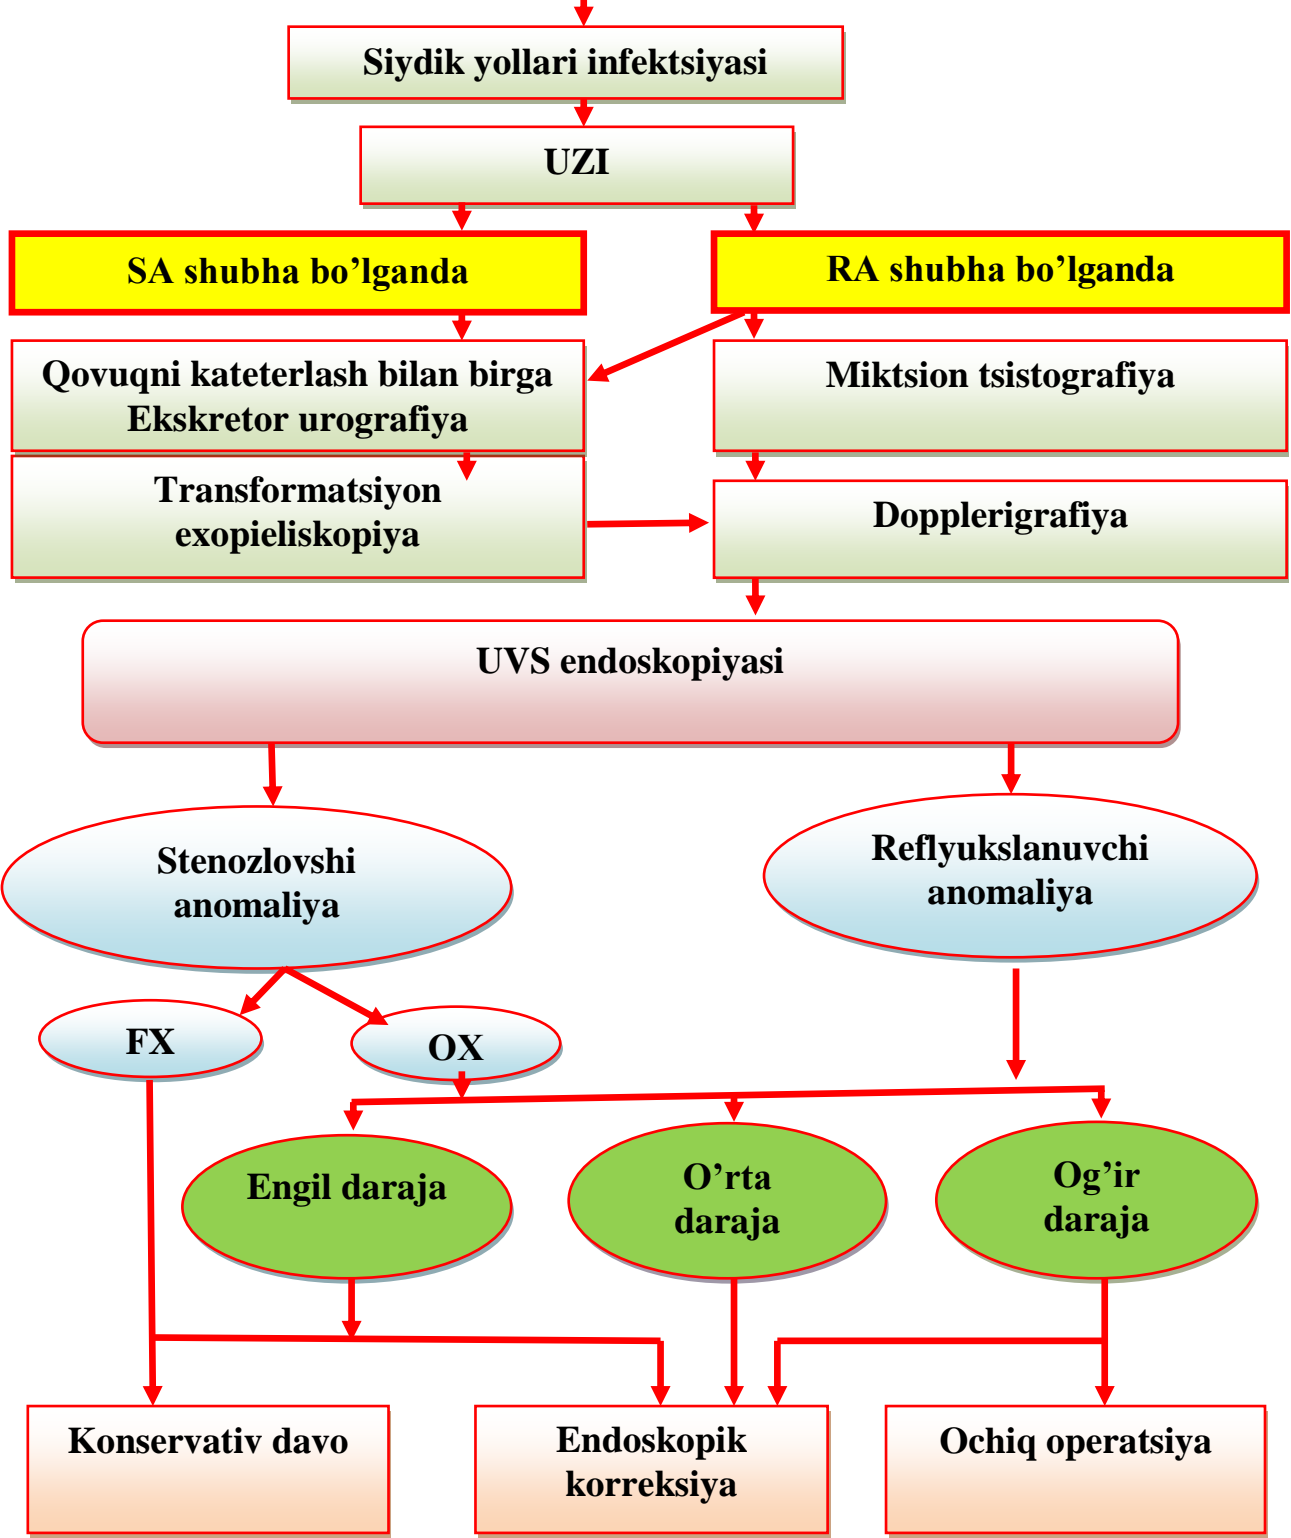 Siydik yollari infektsiyasi
UZI
SA shubha bo’lganda
RA shubha bo’lganda
Qovuqni kateterlash bilan birga
Ekskretor urografiya
Miktsion tsistografiya
Transformatsiyon
exopieliskopiya
Dopplerigrafiya
UVS endoskopiyasi
Stenozlovshi
anomaliya
Reflyukslanuvchi
anomaliya
FX
OX
Engil daraja
O’rta
daraja
Og’ir
daraja
Konservativ davo
Endoskopik
korreksiya
Ochiq operatsiya